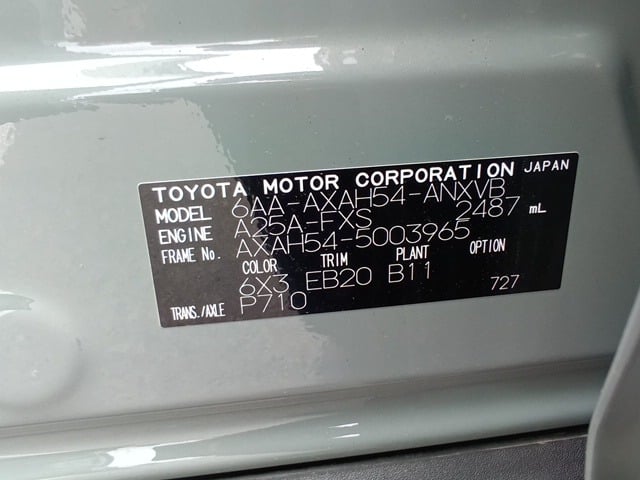 TOYOTA MOTOR CORPORATION JAPAN
MODEL 6AA-AXAH54-ANXVB
ENGINE A25A-FXS 2487 mL
FRAME No. AXAH54-5003965
COLOR TRIM PLANT OPTION
6X3 EB20 B11
TRANS./AXLE P710 727